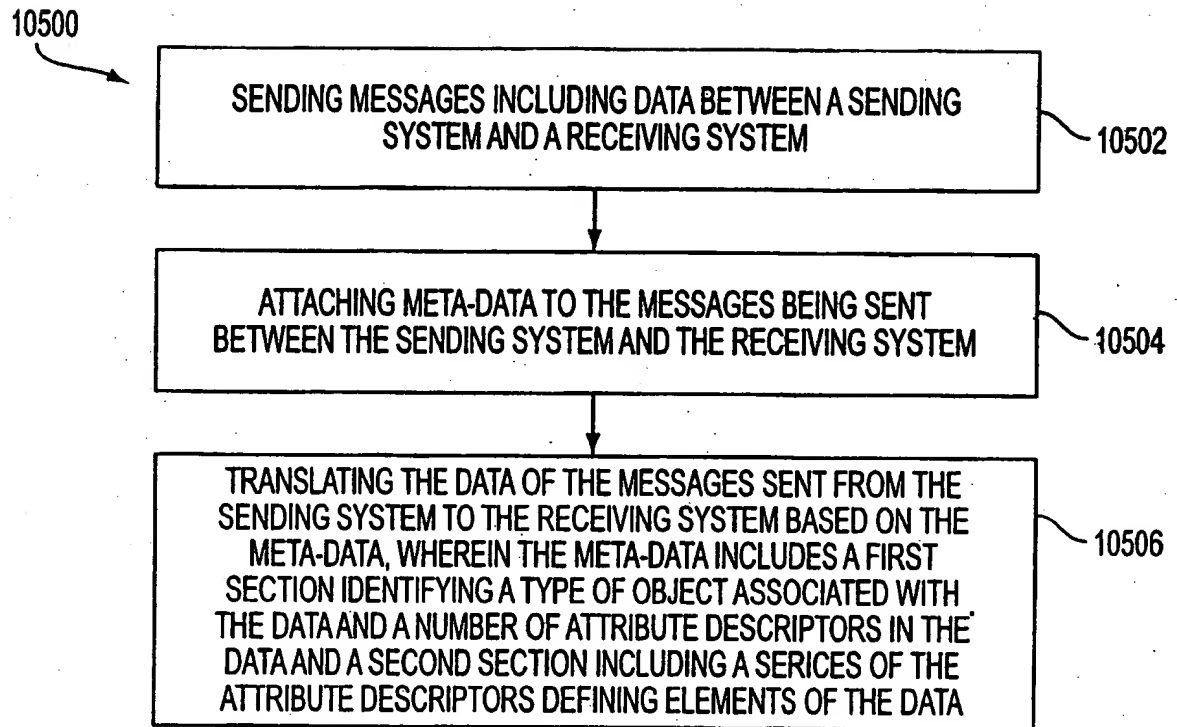 10500
SENDING MESSAGES INCLUDING DATA BETWEEN A SENDING
SYSTEM AND A RECEIVING SYSTEM
10502
ATTACHING META-DATA TO THE MESSAGES BEING SENT
BETWEEN THE SENDING SYSTEM AND THE RECEIVING SYSTEM
10504
TRANSLATING THE DATA OF THE MESSAGES SENT FROM THE
SENDING SYSTEM TO THE RECEIVING SYSTEM BASED ON THE
META-DATA, WHEREIN THE META-DATA INCLUDES A FIRST
SECTION IDENTIFYING A TYPE OF OBJECT ASSOCIATED WITH
THE DATA AND A NUMBER OF ATTRIBUTE DESCRIPTORS IN THE
DATA AND A SECOND SECTION INCLUDING A SERICES OF THE
ATTRIBUTE DESCRIPTORS DEFINING ELEMENTS OF THE DATA
10506